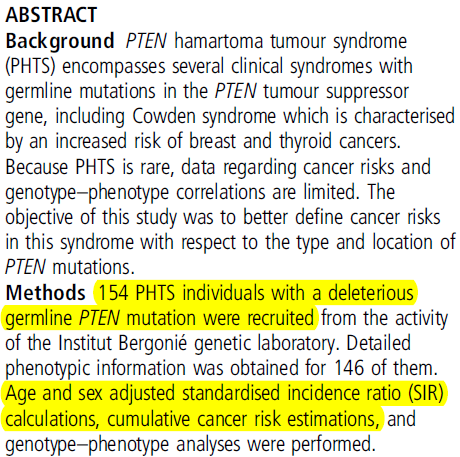 ABSTRACT
Background PTEN hamartoma tumour syndrome
(PHTS) encompasses several clinical syndromes with
germline mutations in the PTEN tumour suppressor
gene, including Cowden syndrome which is characterised
by an increased risk of breast and thyroid cancers.
Because PHTS is rare, data regarding cancer risks and
genotype–phenotype correlations are limited. The
objective of this study was to better define cancer risks
in this syndrome with respect to the type and location of
PTEN mutations.
Methods 154 PHTS individuals with a deleterious
germline PTEN mutation were recruited from the activity
of the Institut Bergonié genetic laboratory. Detailed
phenotypic information was obtained for 146 of them.
Age and sex adjusted standardised incidence ratio (SIR)
calculations, cumulative cancer risk estimations, and
genotype–phenotype analyses were performed.